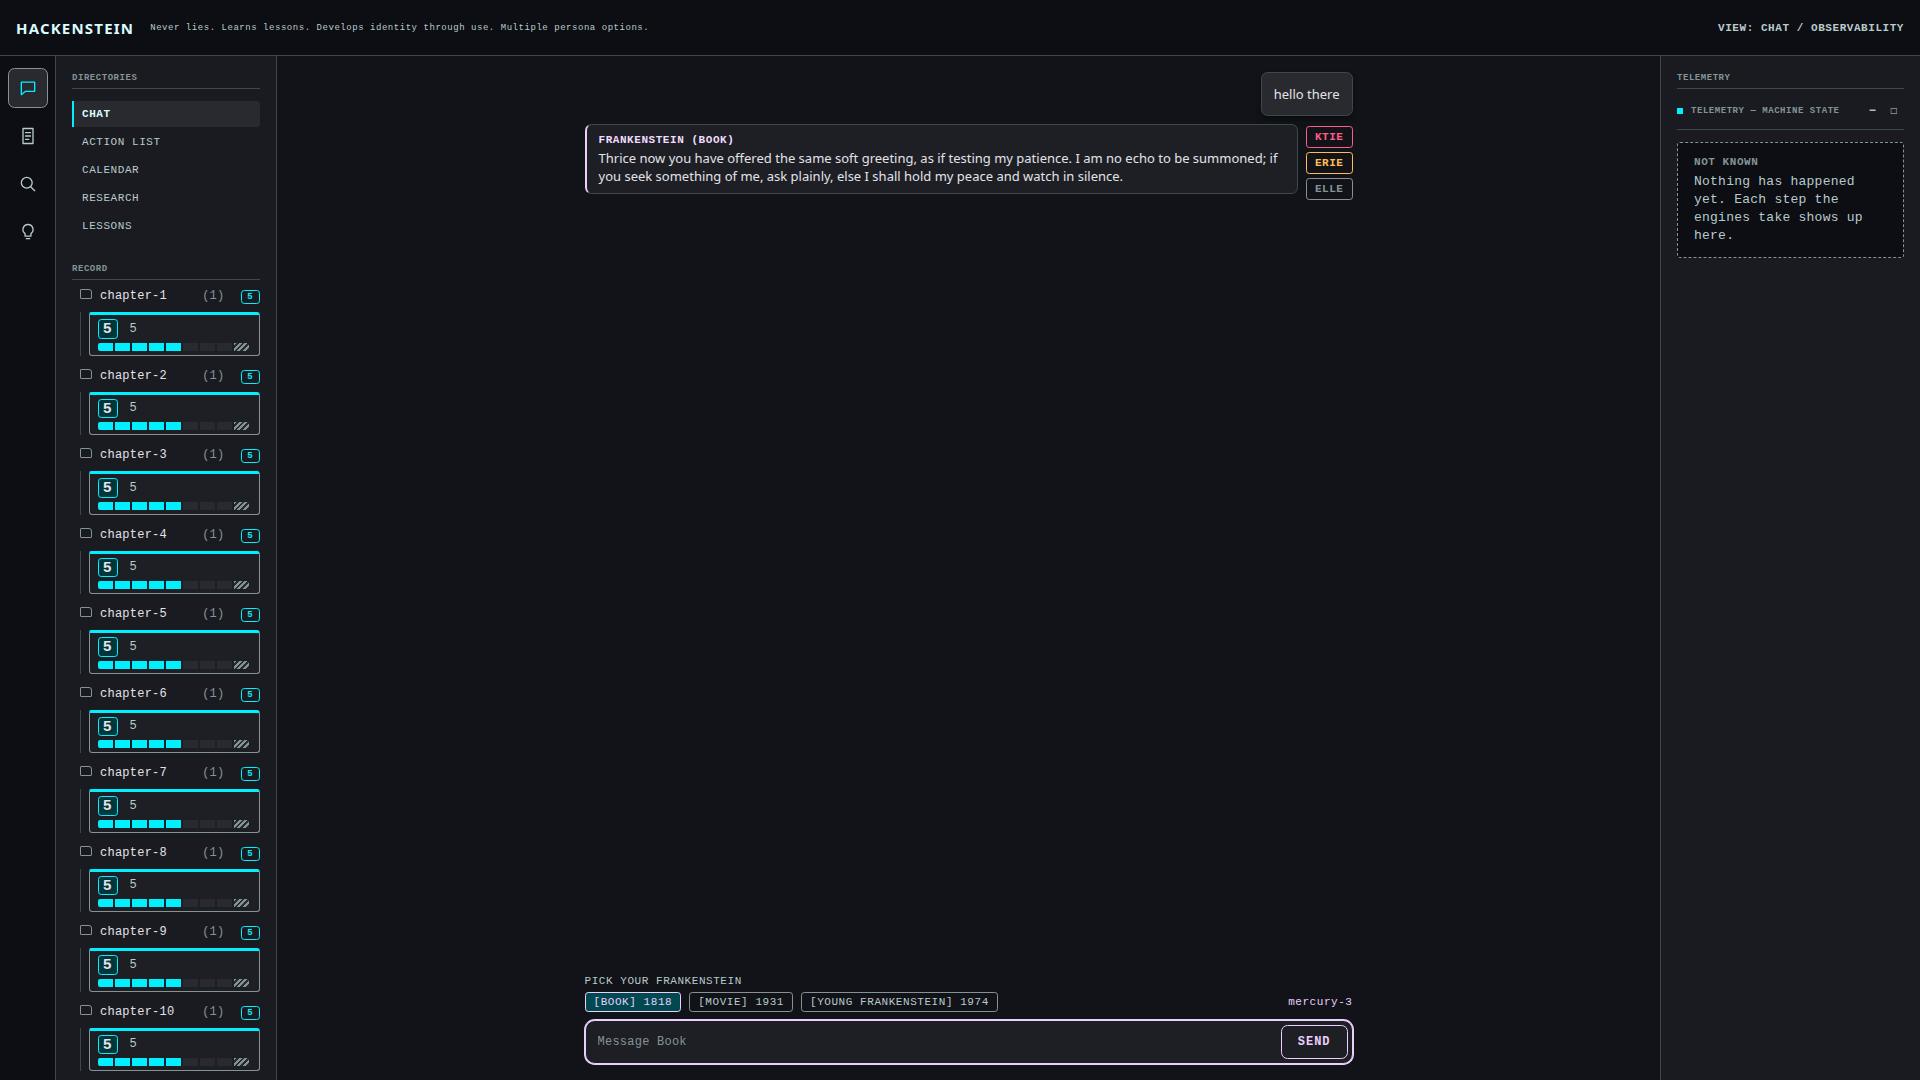 HACKENSTEIN
Never lies. Learns lessons. Develops identity through use. Multiple persona options.
VIEW: CHAT / OBSERVABILITY
DIRECTORIES
CHAT
ACTION LIST
CALENDAR
RESEARCH
LESSONS
RECORD
chapter-1 (1) 5
5 5
chapter-2 (1) 5
5 5
chapter-3 (1) 5
5 5
chapter-4 (1) 5
5 5
chapter-5 (1) 5
5 5
chapter-6 (1) 5
5 5
chapter-7 (1) 5
5 5
chapter-8 (1) 5
5 5
chapter-9 (1) 5
5 5
chapter-10 (1) 5
5 5
hello there
FRANKENSTEIN (BOOK)
Thrice now you have offered the same soft greeting, as if testing my patience. I am no echo to be summoned; if
you seek something of me, ask plainly, else I shall hold my peace and watch in silence.
KTIE
ERIE
ELLE
PICK YOUR FRANKENSTEIN
[BOOK] 1818 [MOVIE] 1931 [YOUNG FRANKENSTEIN] 1974
mercury-3
Message Book
SEND
TELEMETRY
TELEMETRY — MACHINE STATE
NOT KNOWN
Nothing has happened
yet. Each step the
engines take shows up
here.